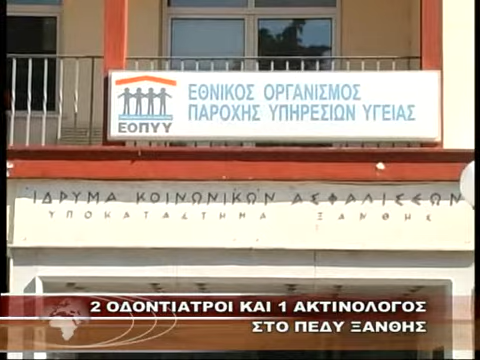 ΕΘΝΙΚΟΣ ΟΡΓΑΝΙΣΜΟΣ
ΠΑΡΟΧΗΣ ΥΠΗΡΕΣΙΩΝ ΥΓΕΙΑΣ
ΕΟΠΥΥ
ΙΔΡΥΜΑ ΚΟΙΝΩΝΙΚΩΝ ΑΣΦΑΛΙΣΕΩΝ
ΥΠΟΚΑΤΑΣΤΗΜΑ ΞΑΝΘΗΣ
2 ΟΔΟΝΤΙΑΤΡΟΙ ΚΑΙ 1 ΑΚΤΙΝΟΛΟΓΟΣ
ΣΤΟ ΠΕΔΥ ΞΑΝΘΗΣ